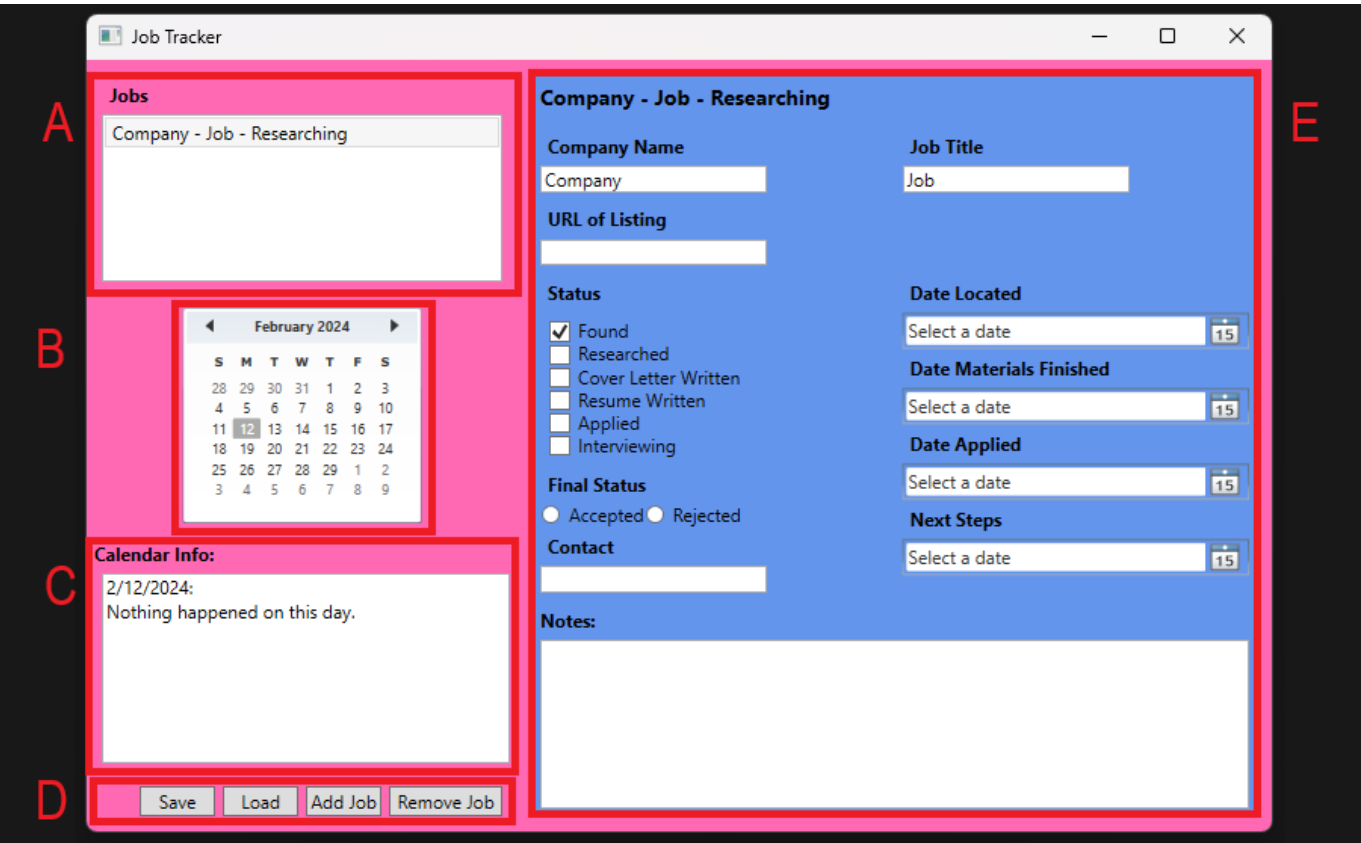 Job Tracker
A
Jobs
Company - Job - Researching
B
February 2024
S M T W T F S
28 29 30 31 1 2 3
4 5 6 7 8 9 10
11 12 13 14 15 16 17
18 19 20 21 22 23 24
25 26 27 28 29 1 2
3 4 5 6 7 8 9
C
Calendar Info:
2/12/2024:
Nothing happened on this day.
D
Save Load Add Job Remove Job
E
Company - Job - Researching
Company Name Job Title
Company Job
URL of Listing
Status Date Located
Found Select a date 15
Researched
Cover Letter Written Date Materials Finished
Resume Written Select a date 15
Applied
Interviewing Date Applied
Final Status Select a date 15
Accepted Rejected Next Steps
Contact Select a date 15
Notes: